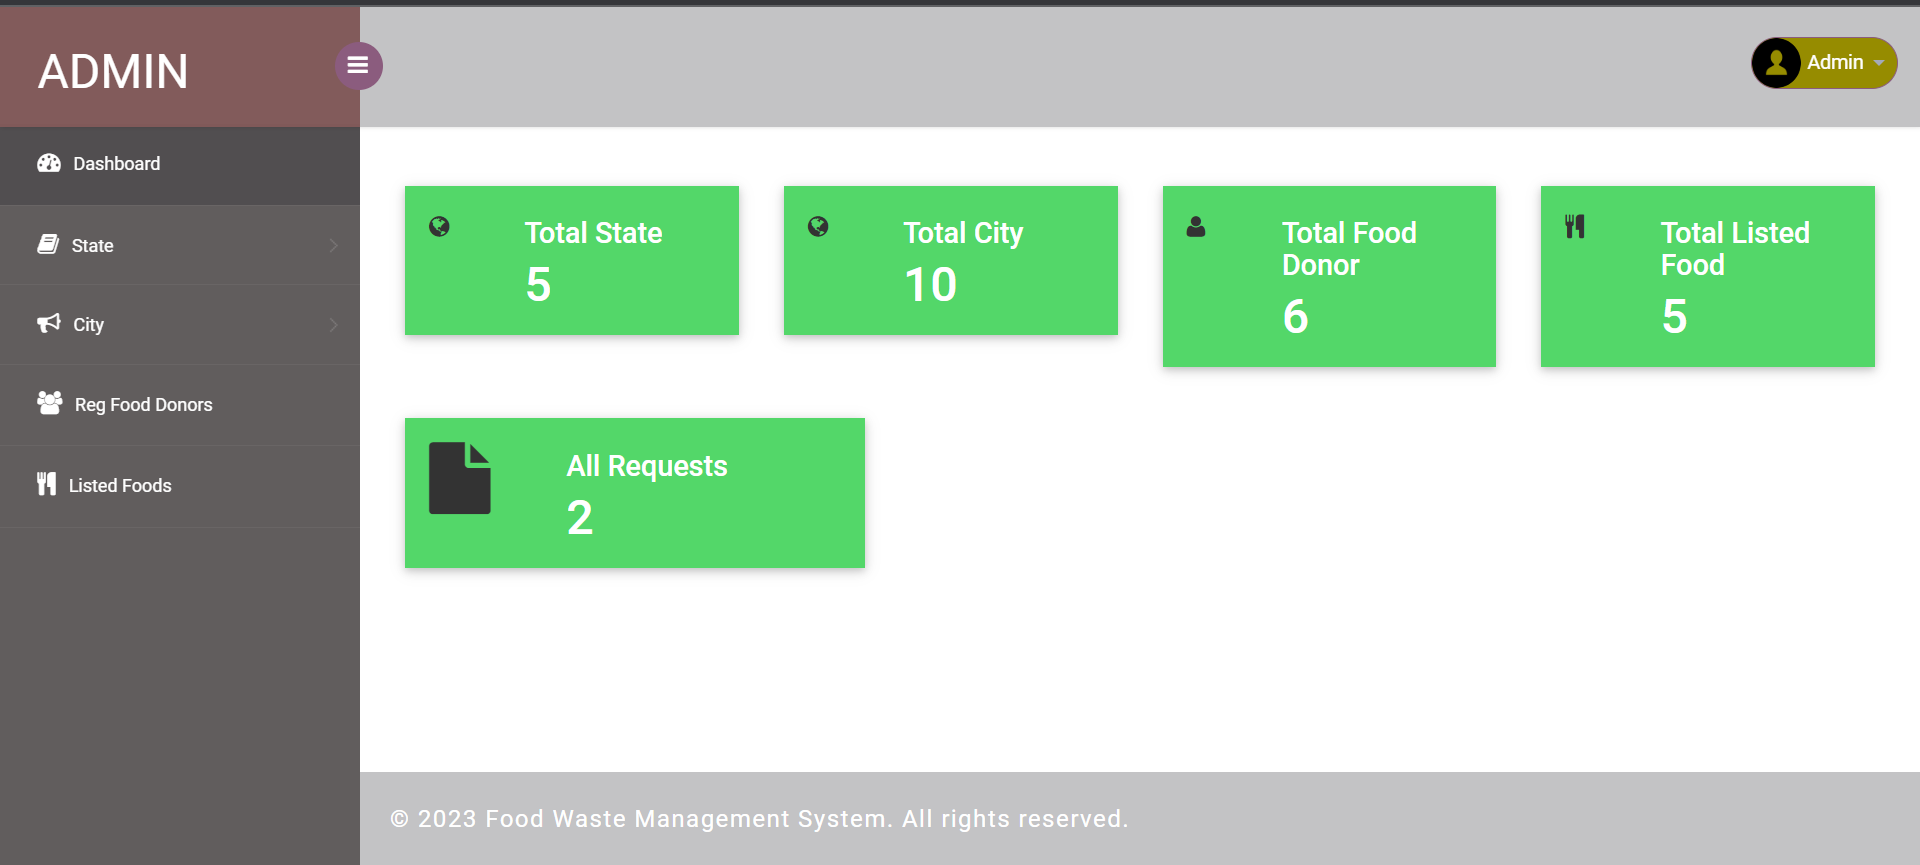 ADMIN
Admin
Dashboard
State
City
Reg Food Donors
Listed Foods
Total State
5
Total City
10
Total Food
Donor
6
Total Listed
Food
5
All Requests
2
© 2023 Food Waste Management System. All rights reserved.